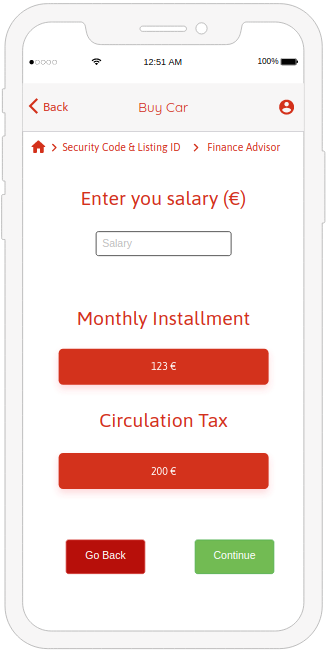 12:51 AM
100%
Back
Buy Car
Security Code & Listing ID
Finance Advisor
Enter you salary (€)
Salary
Monthly Installment
123 €
Circulation Tax
200 €
Go Back
Continue